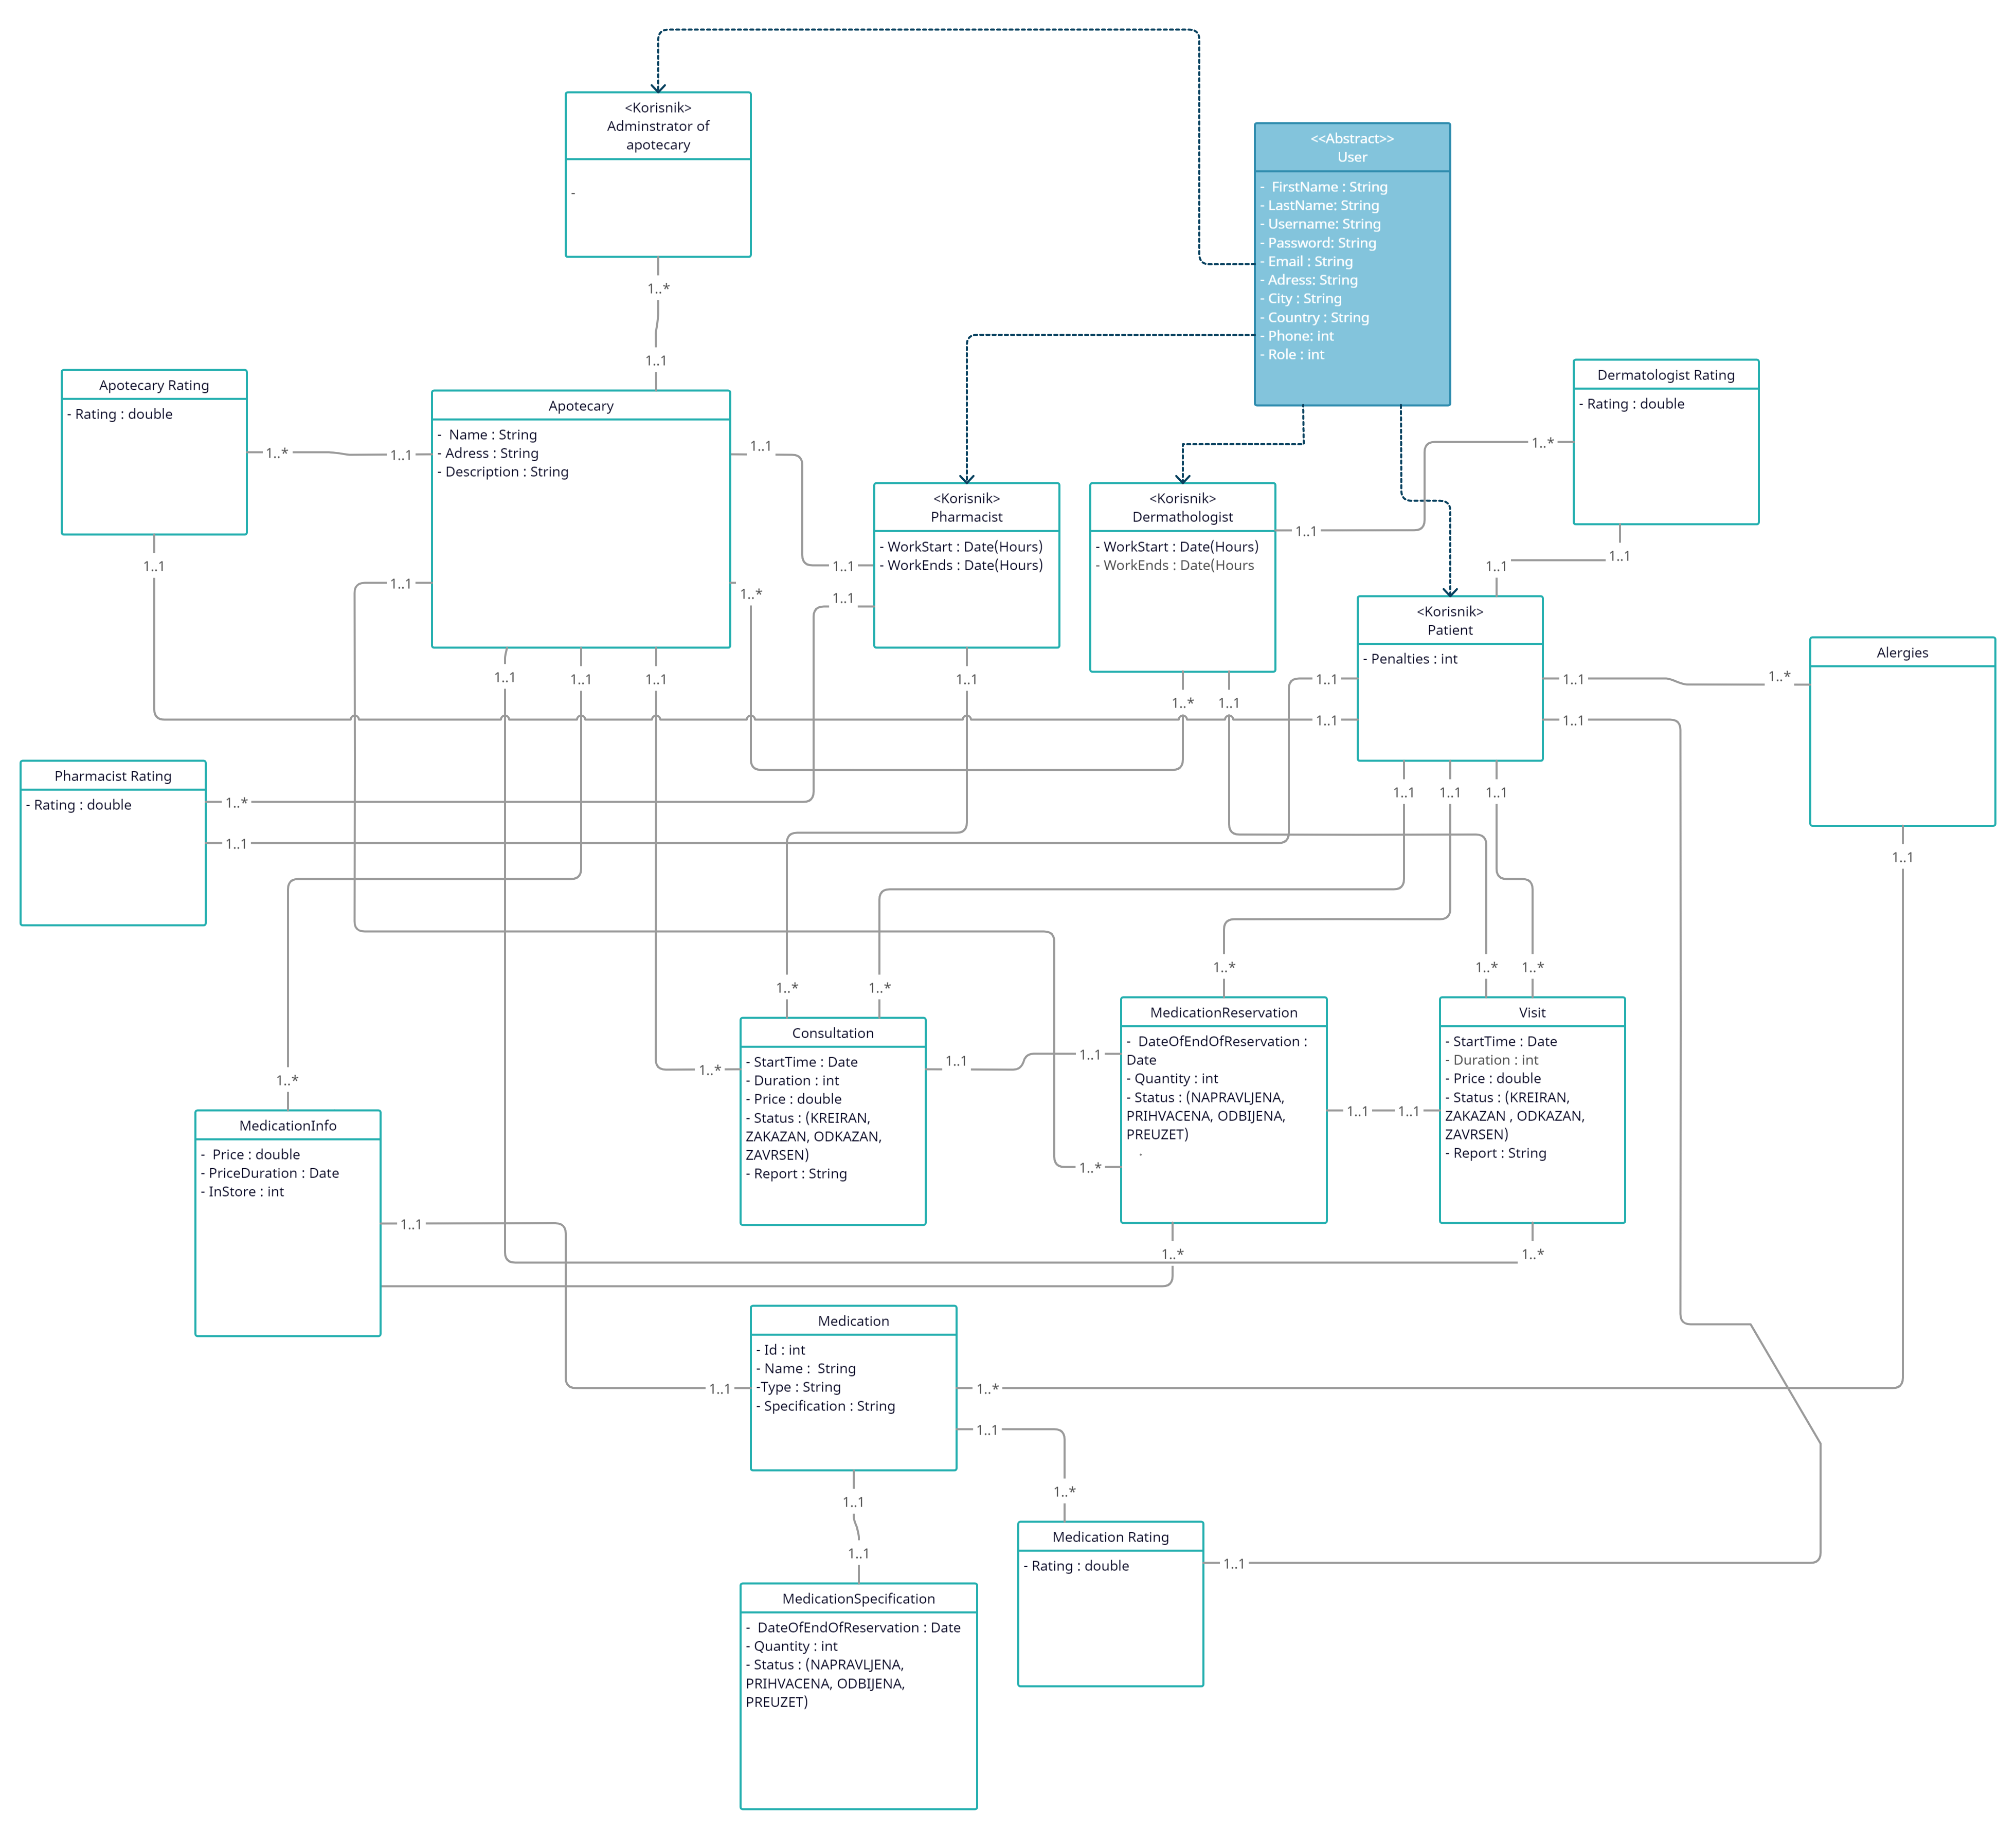 <Korisnik>
Adminstrator of
apotecary
-
1..*
1..1
<<Abstract>>
User
-  FirstName : String
- LastName: String
- Username: String
- Password: String
- Email : String
- Adress: String
- City : String
- Country : String
- Phone: int
- Role : int
Apotecary Rating
- Rating : double
1..*
1..1
1..1
Apotecary
-  Name : String
- Adress : String
- Description : String
1..1
1..1
1..*
1..1
1..1
1..1
1..1
<Korisnik>
Pharmacist
- WorkStart : Date(Hours)
- WorkEnds : Date(Hours)
1..1
1..1
1..1
<Korisnik>
Dermathologist
- WorkStart : Date(Hours)
- WorkEnds : Date(Hours
1..1
1..*
1..1
Dermatologist Rating
- Rating : double
1..*
1..1
1..1
<Korisnik>
Patient
- Penalties : int
1..1
1..1
1..1
1..1
1..1
1..1
1..1
1..*
Alergies
1..1
Pharmacist Rating
- Rating : double
1..*
1..1
1..*
MedicationInfo
-  Price : double
- PriceDuration : Date
- InStore : int
1..1
1..*
1..*
1..*
Consultation
- StartTime : Date
- Duration : int
- Price : double
- Status : (KREIRAN,
ZAKAZAN, ODKAZAN,
ZAVRSEN)
- Report : String
1..1
1..1
1..*
1..*
MedicationReservation
-  DateOfEndOfReservation :
Date
- Quantity : int
- Status : (NAPRAVLJENA,
PRIHVACENA, ODBIJENA,
PREUZET)
.
1..*
1..1
1..1
1..*
1..*
Visit
- StartTime : Date
- Duration : int
- Price : double
- Status : (KREIRAN,
ZAKAZAN , ODKAZAN,
ZAVRSEN)
- Report : String
1..*
1..1
Medication
- Id : int
- Name :  String
-Type : String
- Specification : String
1..*
1..1
1..1
1..1
1..*
Medication Rating
- Rating : double
1..1
MedicationSpecification
-  DateOfEndOfReservation : Date
- Quantity : int
- Status : (NAPRAVLJENA,
PRIHVACENA, ODBIJENA,
PREUZET)